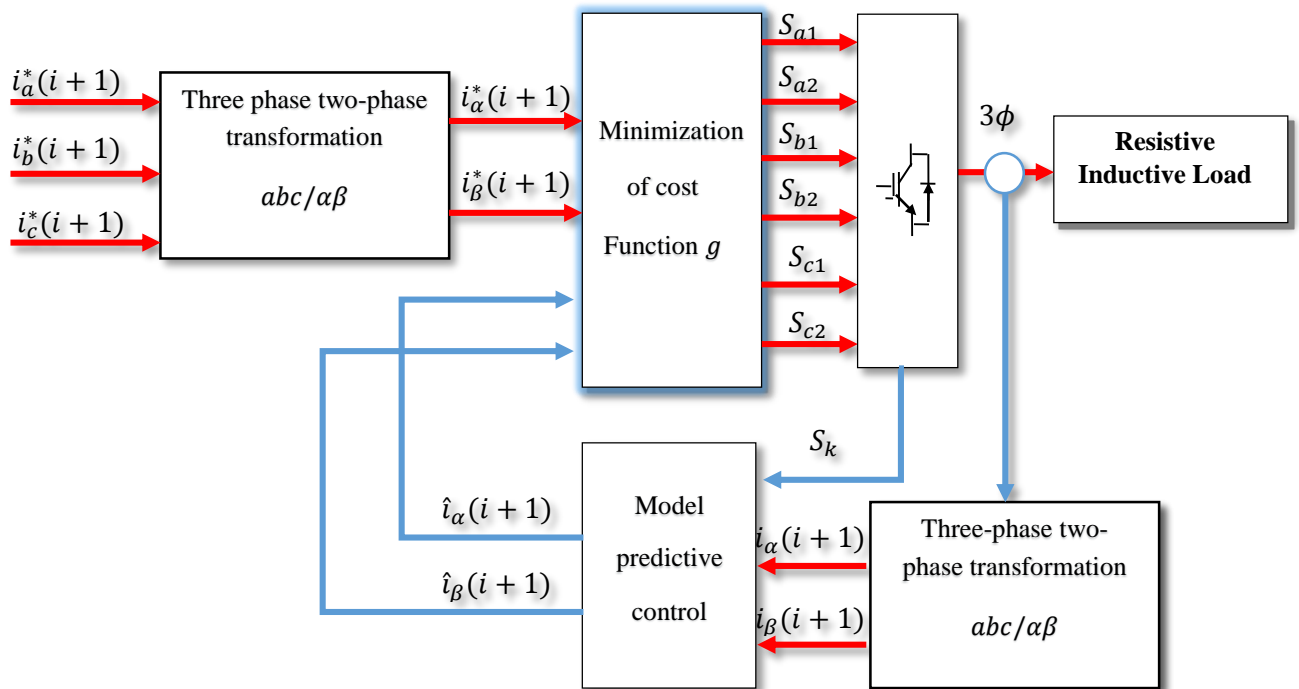 i*a(i + 1)
i*b(i + 1)
i*c(i + 1)
Three phase two-phase
transformation
abc/αβ
i*α(i + 1)
i*β(i + 1)
Minimization
of cost
Function g
Sa1
Sa2
Sb1
Sb2
Sc1
Sc2
3ϕ
Resistive
Inductive Load
Sk
îα(i + 1)
îβ(i + 1)
Model
predictive
control
iα(i + 1)
iβ(i + 1)
Three-phase two-
phase transformation
abc/αβ